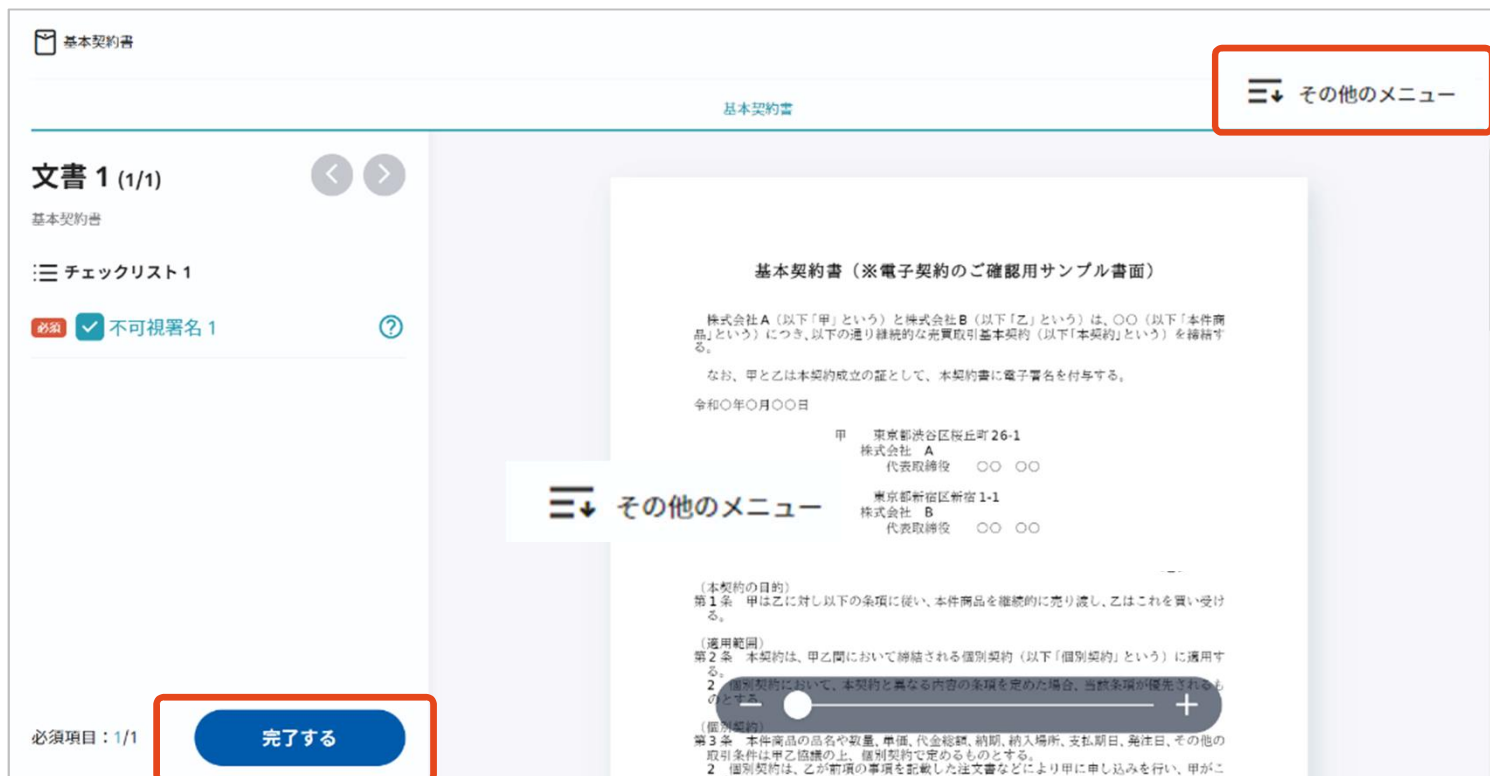 基本契約書
その他のメニュー
基本契約書
文書 1 (1/1)
基本契約書
チェックリスト 1
必須 不可視署名 1
基本契約書（※電子契約のご確認用サンプル書面）
株式会社A（以下「甲」という）と株式会社B（以下「乙」という）は、〇〇（以下「本件商
品」という）につき、以下の通り継続的な売買取引基本契約（以下「本契約」という）を締結す
る。
なお、甲と乙は本契約成立の証として、本契約書に電子署名を付与する。
令和〇年〇月〇〇日
甲　東京都渋谷区桜丘町 26-1
株式会社　A
代表取締役　〇〇　〇〇
その他のメニュー
東京都新宿区新宿 1-1
株式会社　B
代表取締役　〇〇　〇〇
（本契約の目的）
第1条　甲は乙に対し以下の条項に従い、本件商品を継続的に売り渡し、乙はこれを買い受け
る。
（適用範囲）
第2条　本契約は、甲乙間において締結される個別契約（以下「個別契約」という）に適用す
る。
2　個別契約において、本契約と異なる内容の条項を定めた場合、当該条項が優先されるも
のとする。
（個別契約）
第3条　本件商品の品名や数量、単価、代金総額、納期、納入場所、支払期日、発注日、その他の
取引条件は甲乙協議の上、個別契約で定めるものとする。
2　個別契約は、乙が前項の事項を記載した注文書などにより甲に申し込みを行い、甲がこ
必須項目：1/1
完了する